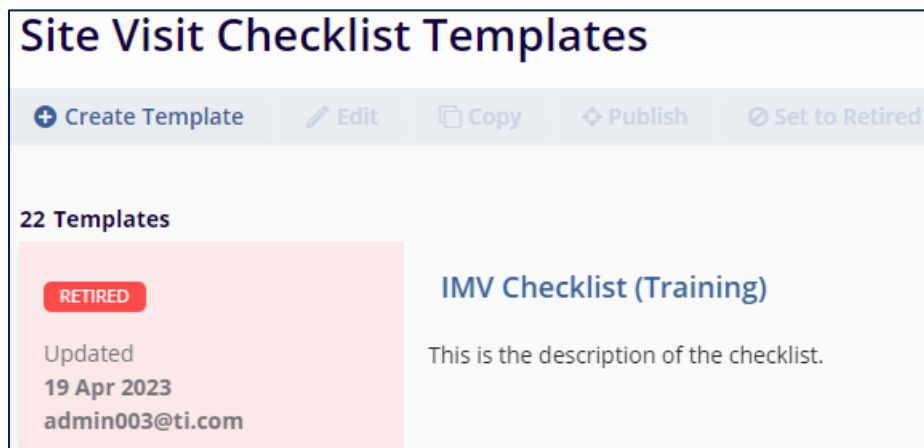 Site Visit Checklist Templates
Create Template Edit Copy Publish Set to Retired
22 Templates
RETIRED
IMV Checklist (Training)
Updated
This is the description of the checklist.
19 Apr 2023
admin003@ti.com